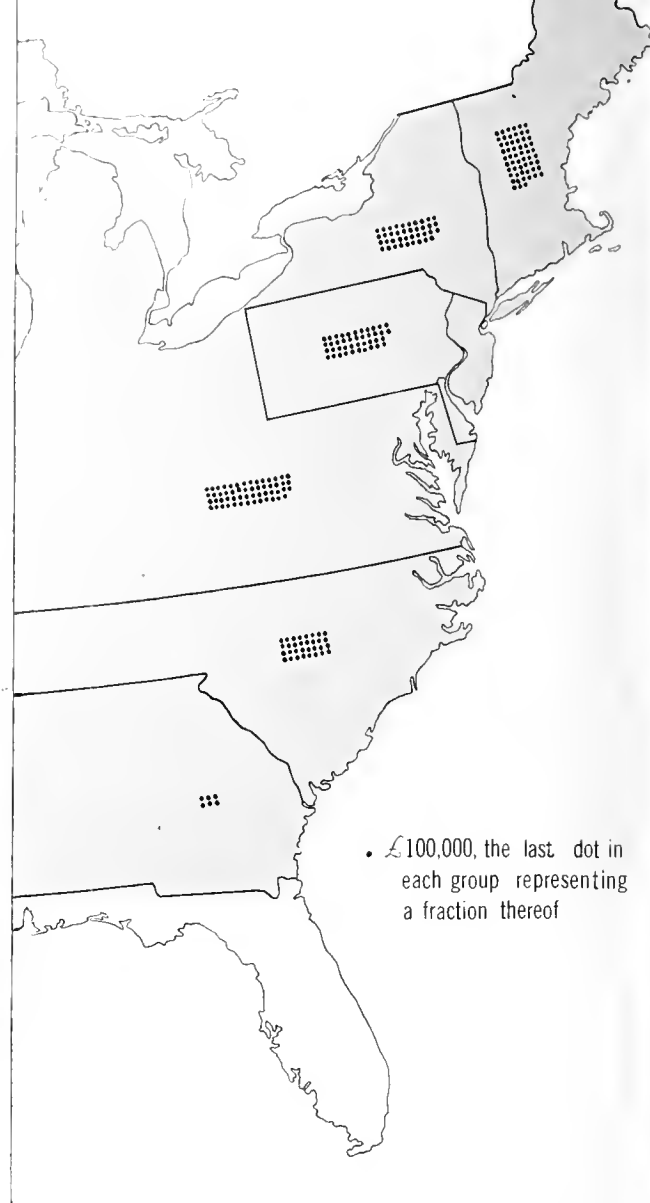 . £100,000, the last dot in
each group representing
a fraction thereof